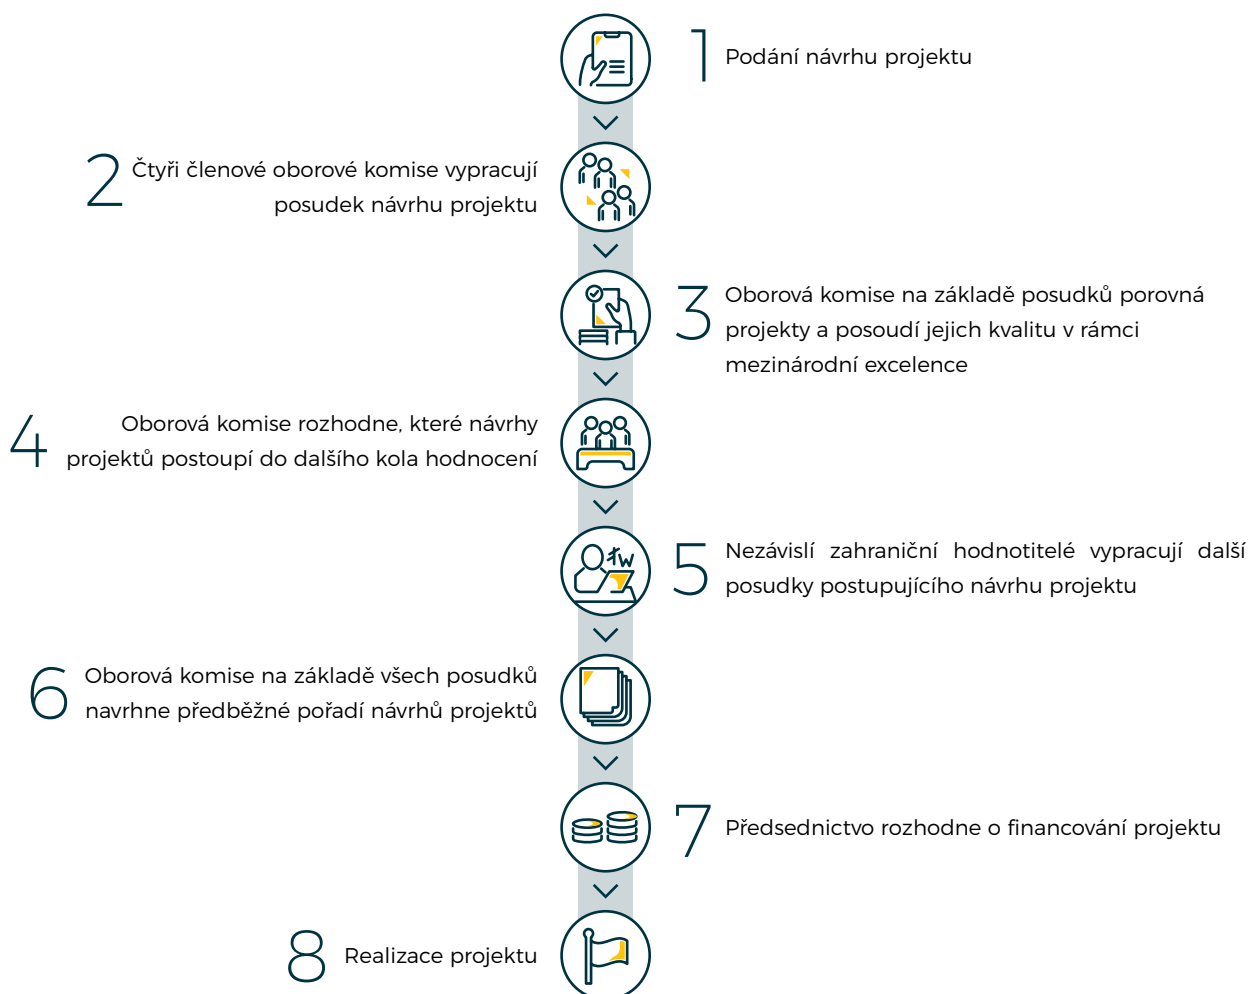 1 Podání návrhu projektu
2 Čtyři členové oborové komise vypracují
posudek návrhu projektu
3 Oborová komise na základě posudků porovná
projekty a posoudí jejich kvalitu v rámci
mezinárodní excelence
4 Oborová komise rozhodne, které návrhy
projektů postoupí do dalšího kola hodnocení
5 Nezávislí zahraniční hodnotitelé vypracují další
posudky postupujícího návrhu projektu
6 Oborová komise na základě všech posudků
navrhne předběžné pořadí návrhů projektů
7 Předsednictvo rozhodne o financování projektu
8 Realizace projektu